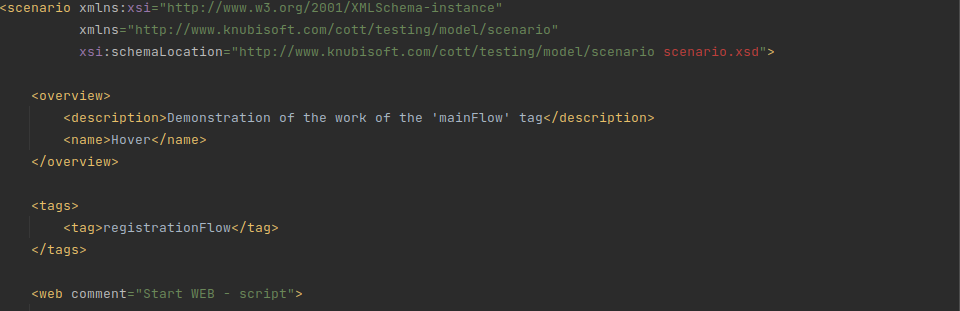 <scenario xmlns:xsi="http://www.w3.org/2001/XMLSchema-instance"
xmlns="http://www.knubisoft.com/cott/testing/model/scenario"
xsi:schemaLocation="http://www.knubisoft.com/cott/testing/model/scenario scenario.xsd">
<overview>
<description>Demonstration of the work of the 'mainFlow' tag</description>
<name>Hover</name>
</overview>
<tags>
<tag>registrationFlow</tag>
</tags>
<web comment="Start WEB - script">